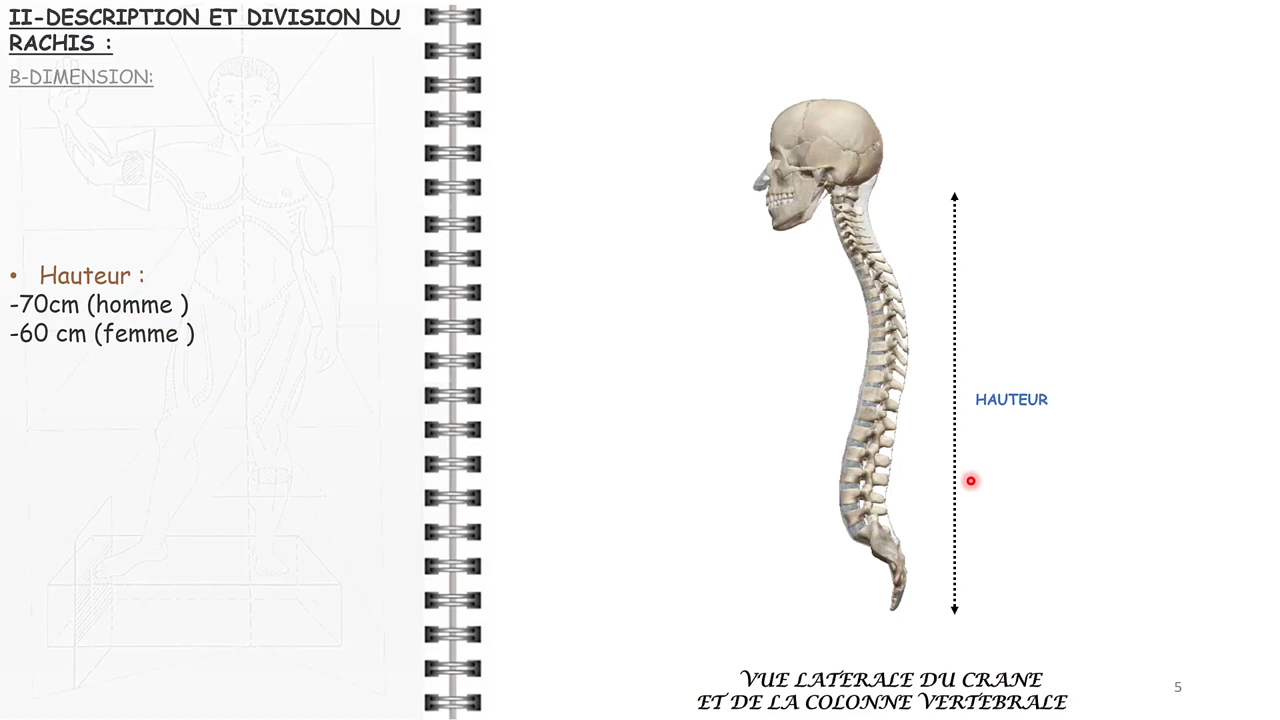 II-DESCRIPTION ET DIVISION DU
RACHIS :
B-DIMENSION:
• Hauteur :
-70cm (homme )
-60 cm (femme )
HAUTEUR
VUE LATERALE DU CRANE
ET DE LA COLONNE VERTEBRALE
5